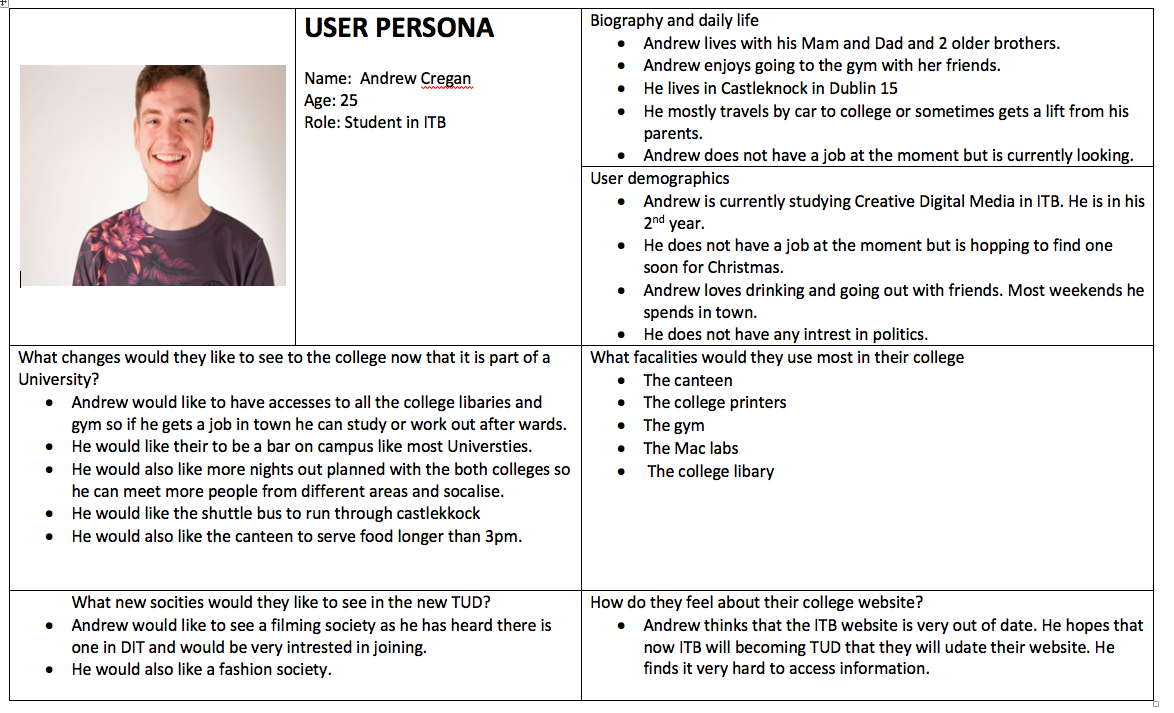 USER PERSONA
Name:  Andrew Cregan
Age: 25
Role: Student in ITB
Biography and daily life
• Andrew lives with his Mam and Dad and 2 older brothers.
• Andrew enjoys going to the gym with her friends.
• He lives in Castleknock in Dublin 15
• He mostly travels by car to college or sometimes gets a lift from his
parents.
• Andrew does not have a job at the moment but is currently looking.
User demographics
• Andrew is currently studying Creative Digital Media in ITB. He is in his
2nd year.
• He does not have a job at the moment but is hopping to find one
soon for Christmas.
• Andrew loves drinking and going out with friends. Most weekends he
spends in town.
• He does not have any intrest in politics.
What changes would they like to see to the college now that it is part of a
University?
• Andrew would like to have accesses to all the college libaries and
gym so if he gets a job in town he can study or work out after wards.
• He would like their to be a bar on campus like most Universties.
• He would also like more nights out planned with the both colleges so
he can meet more people from different areas and socalise.
• He would like the shuttle bus to run through castlekkock
• He would also like the canteen to serve food longer than 3pm.
What facalities would they use most in their college
• The canteen
• The college printers
• The gym
• The Mac labs
• The college libary
What new socities would they like to see in the new TUD?
• Andrew would like to see a filming society as he has heard there is
one in DIT and would be very intrested in joining.
• He would also like a fashion society.
How do they feel about their college website?
• Andrew thinks that the ITB website is very out of date. He hopes that
now ITB will becoming TUD that they will udate their website. He
finds it very hard to access information.